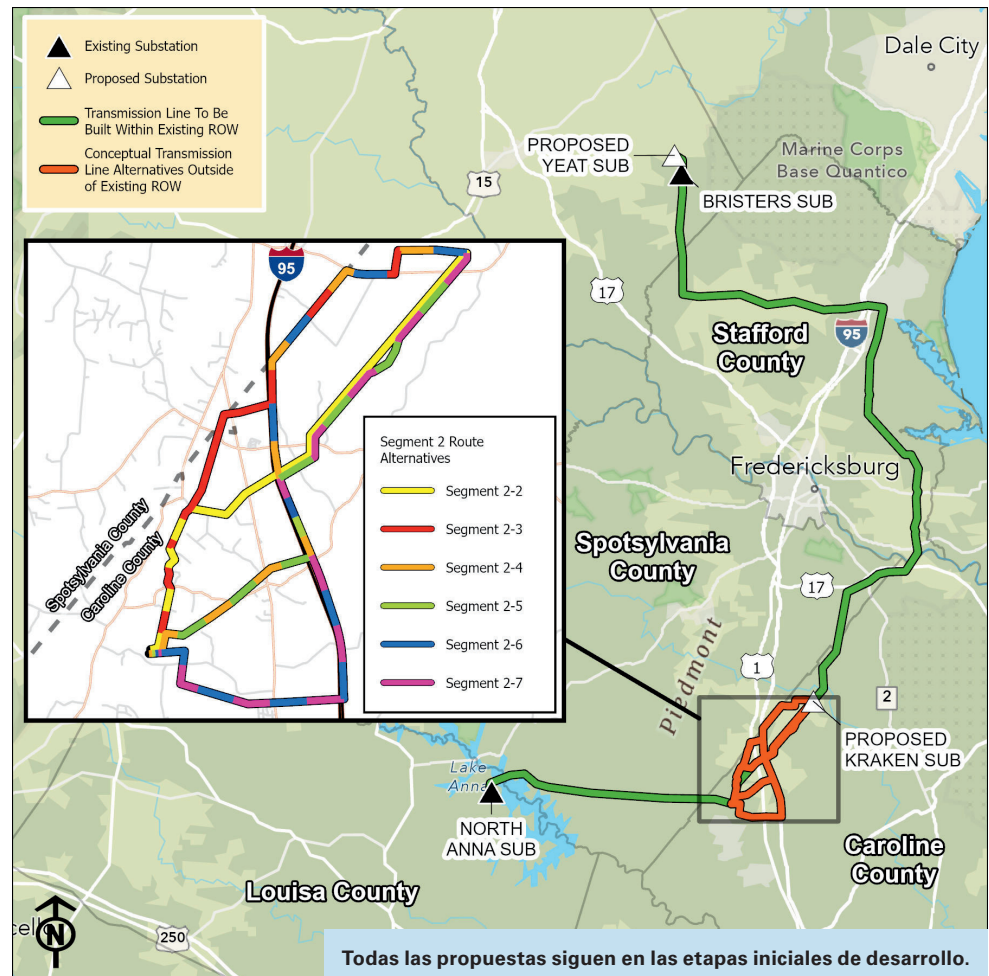 Existing Substation
Proposed Substation
Transmission Line To Be
Built Within Existing ROW
Conceptual Transmission
Line Alternatives Outside
of Existing ROW
Dale City
PROPOSED
YEAT SUB
Marine Corps
Base Quantico
15
BRISTERS SUB
95
17
Stafford
County
95
Segment 2 Route
Alternatives
Segment 2-2
Segment 2-3
Segment 2-4
Segment 2-5
Segment 2-6
Segment 2-7
Spotsylvania County
Caroline County
Fredericksburg
Spotsylvania
County
17
Piedmont
1
2
PROPOSED
KRAKEN SUB
Lake
Anna
NORTH
ANNA SUB
Caroline
County
Louisa County
N
250
Todas las propuestas siguen en las etapas iniciales de desarrollo.